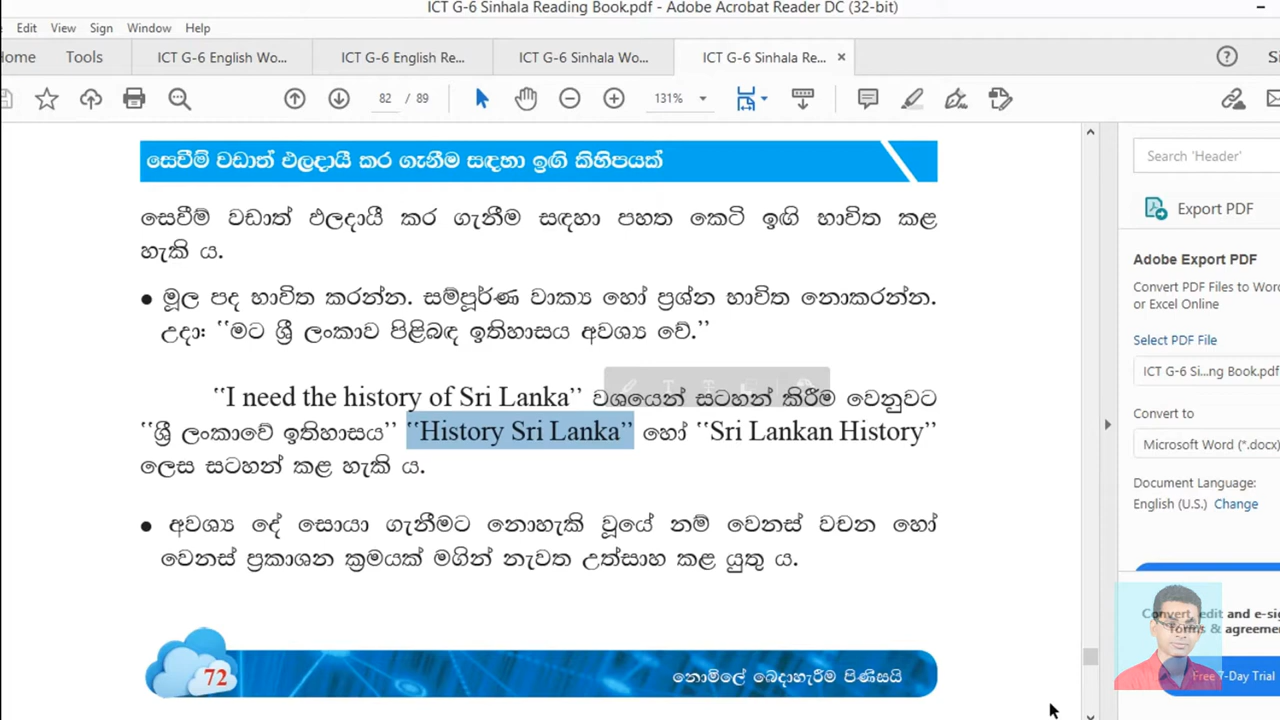 ICT G-6 Sinhala Reading Book.pdf - Adobe Acrobat Reader DC (32-bit)
Edit View Sign Window Help
Home Tools ICT G-6 English Wo... ICT G-6 English Re... ICT G-6 Sinhala Wo... ICT G-6 Sinhala Re... ×
82 / 89 131%
සෙවීම් වඩාත් ඵලදායී කර ගැනීම සඳහා ඉඟි කිහිපයක්
සෙවීම් වඩාත් ඵලදායී කර ගැනීම සඳහා පහත කෙටි ඉඟි භාවිත කළ
හැකි ය.
• මූල පද භාවිත කරන්න. සම්පූර්ණ වාක්‍ය හෝ ප්‍රශ්න භාවිත නොකරන්න.
උදාඃ “මට ශ්‍රී ලංකාව පිළිබඳ ඉතිහාසය අවශ්‍ය වේ.”
“I need the history of Sri Lanka” වශයෙන් සටහන් කිරීම වෙනුවට
“ශ්‍රී ලංකාවේ ඉතිහාසය” “History Sri Lanka” හෝ “Sri Lankan History”
ලෙස සටහන් කළ හැකි ය.
• අවශ්‍ය දේ සොයා ගැනීමට නොහැකි වූයේ නම් වෙනස් වචන හෝ
වෙනස් ප්‍රකාශන ක්‍රමයක් මගින් නැවත උත්සාහ කළ යුතු ය.
72 නොමිලේ බෙදාහැරීම පිණිසයි
Search 'Header'
Export PDF
Adobe Export PDF
Convert PDF Files to Word
or Excel Online
Select PDF File
ICT G-6 Si...ng Book.pdf
Convert to
Microsoft Word (*.docx)
Document Language:
English (U.S.) Change
Convert, edit and e-sig
forms & agreeme
Free 7-Day Trial